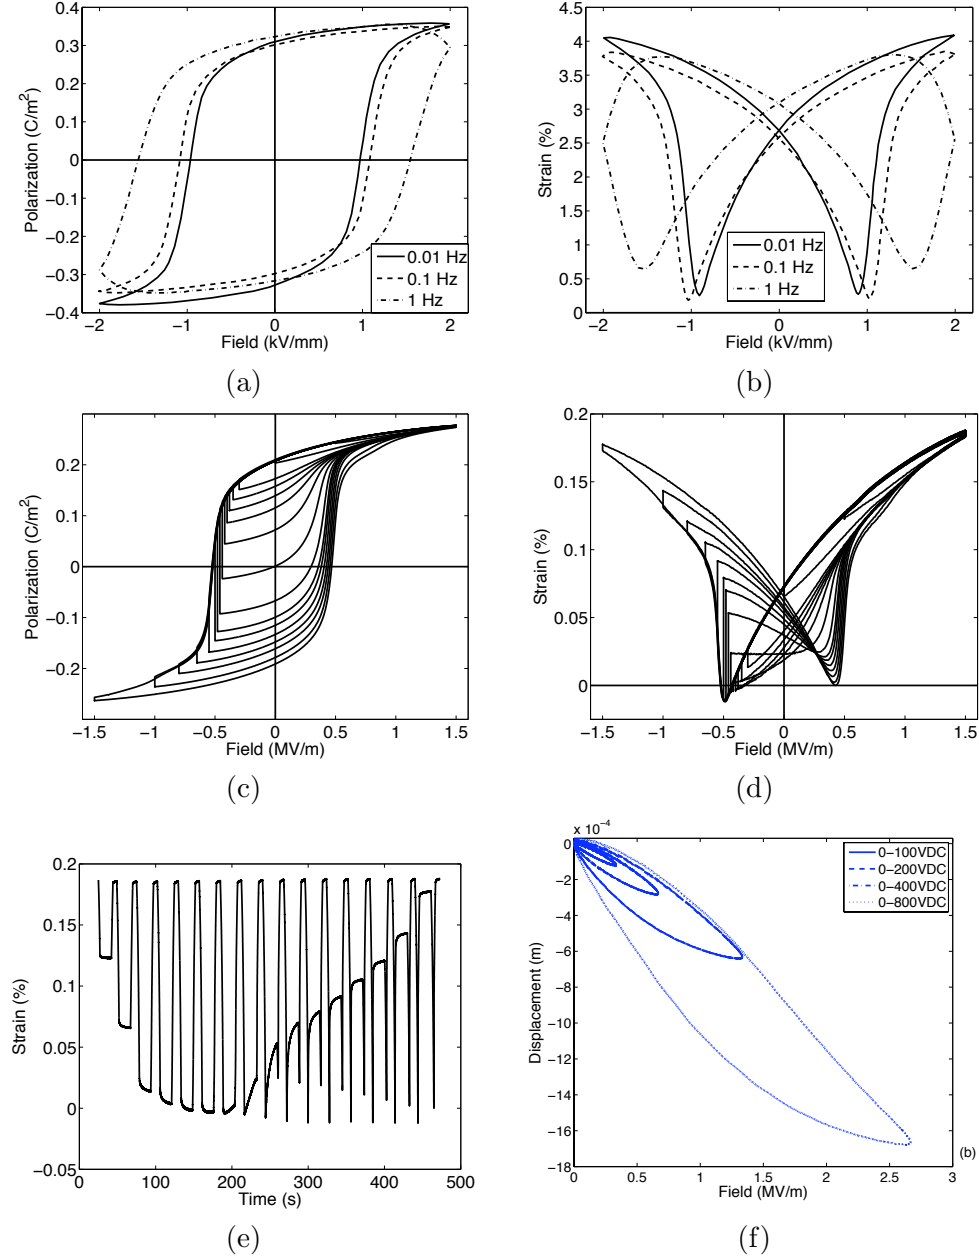 0.4
0.3
0.2
0.1
0
−0.1
−0.2
−0.3
−0.4
Polarization (C/m²)
−2 −1 0 1 2
Field (kV/mm)
0.01 Hz
0.1 Hz
1 Hz
(a)
4.5
4
3.5
3
2.5
2
1.5
1
0.5
0
Strain (%)
−2 −1 0 1 2
Field (kV/mm)
0.01 Hz
0.1 Hz
1 Hz
(b)
0.2
0.1
0
−0.1
−0.2
Polarization (C/m²)
−1.5 −1 −0.5 0 0.5 1 1.5
Field (MV/m)
(c)
0.2
0.15
0.1
0.05
0
Strain (%)
−1.5 −1 −0.5 0 0.5 1 1.5
Field (MV/m)
(d)
0.2
0.15
0.1
0.05
0
−0.05
Strain (%)
0 100 200 300 400 500
Time (s)
(e)
x 10⁻⁴
0
−2
−4
−6
−8
−10
−12
−14
−16
−18
Displacement (m)
0 0.5 1 1.5 2 2.5 3
Field (MV/m)
0−100VDC
0−200VDC
0−400VDC
0−800VDC
(b)
(f)